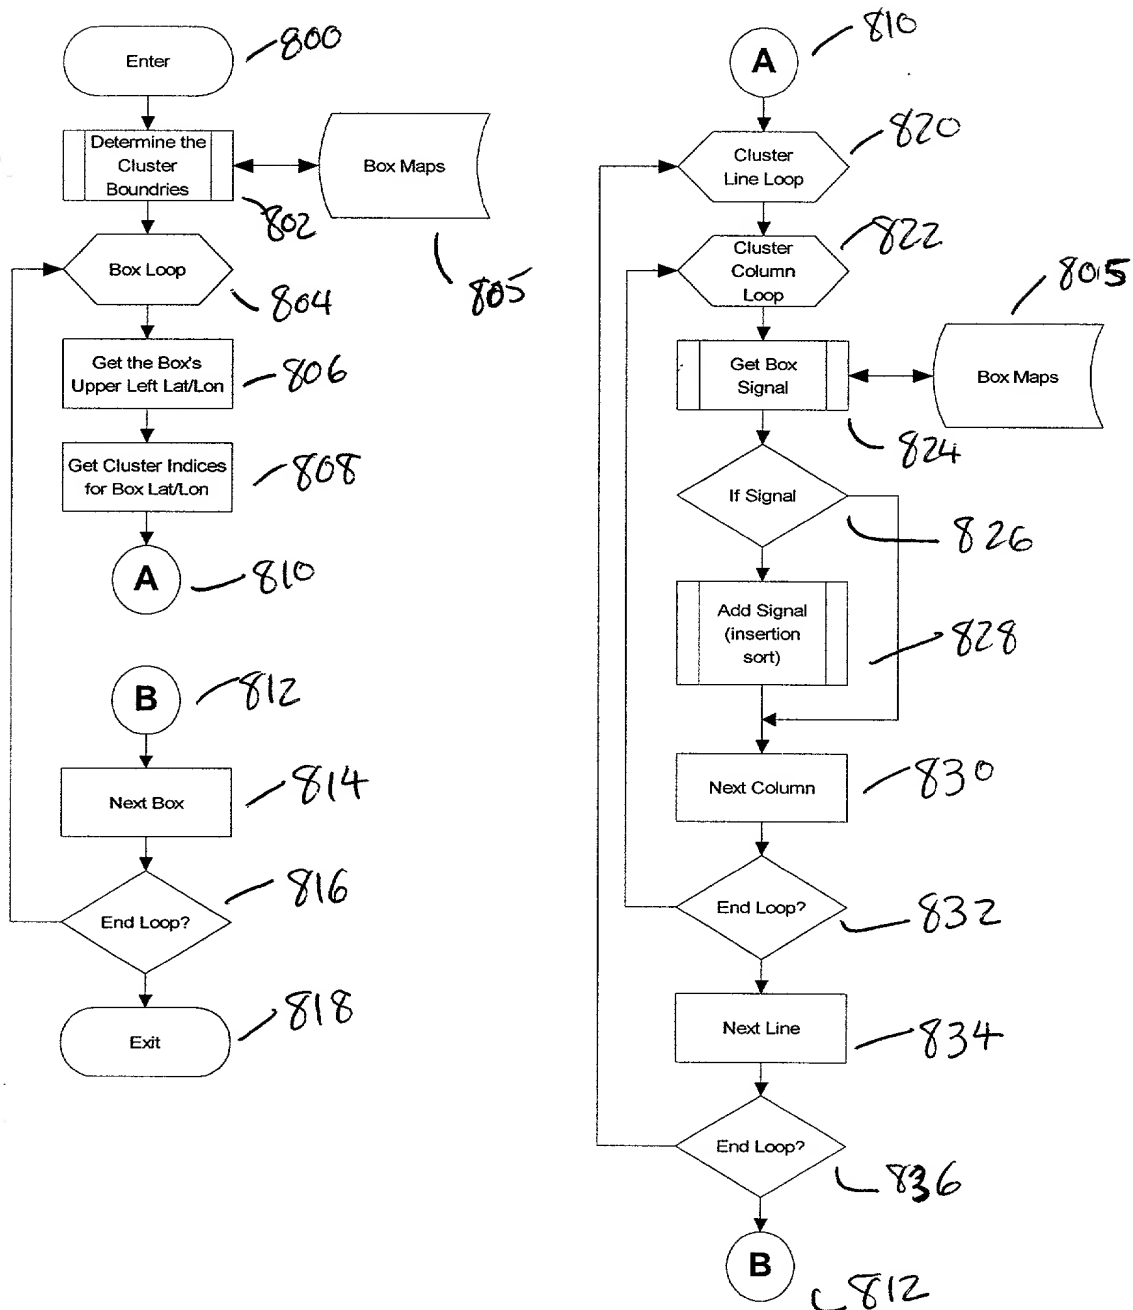 Enter
800
Determine the
Cluster
Boundries
802
Box Maps
805
Box Loop
804
Get the Box's
Upper Left Lat/Lon
806
Get Cluster Indices
for Box Lat/Lon
808
A
810
B
812
Next Box
814
End Loop?
816
Exit
818
A
810
Cluster
Line Loop
820
Cluster
Column
Loop
822
Get Box
Signal
824
Box Maps
805
If Signal
826
Add Signal
(insertion
sort)
828
Next Column
830
End Loop?
832
Next Line
834
End Loop?
836
B
812